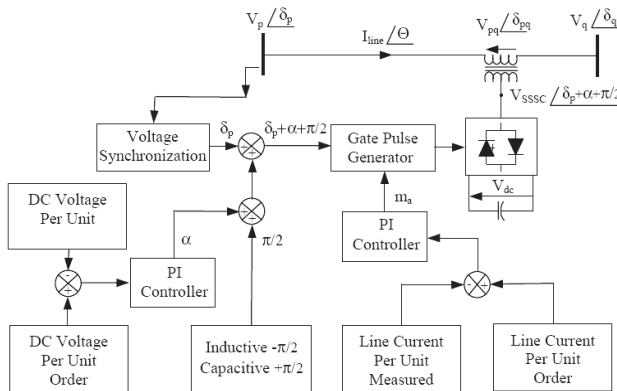 V_p /δ_p
I_line /Θ
V_pq /δ_pq
V_q /δ_q
V_SSSC /δ_p+α+π/2
Voltage
Synchronization
δ_p
+
+
δ_p+α+π/2
Gate Pulse
Generator
V_dc
m_a
DC Voltage
Per Unit
α
+
+
π/2
PI
Controller
-
+
PI
Controller
-
+
DC Voltage
Per Unit
Order
Inductive -π/2
Capacitive +π/2
Line Current
Per Unit
Measured
Line Current
Per Unit
Order